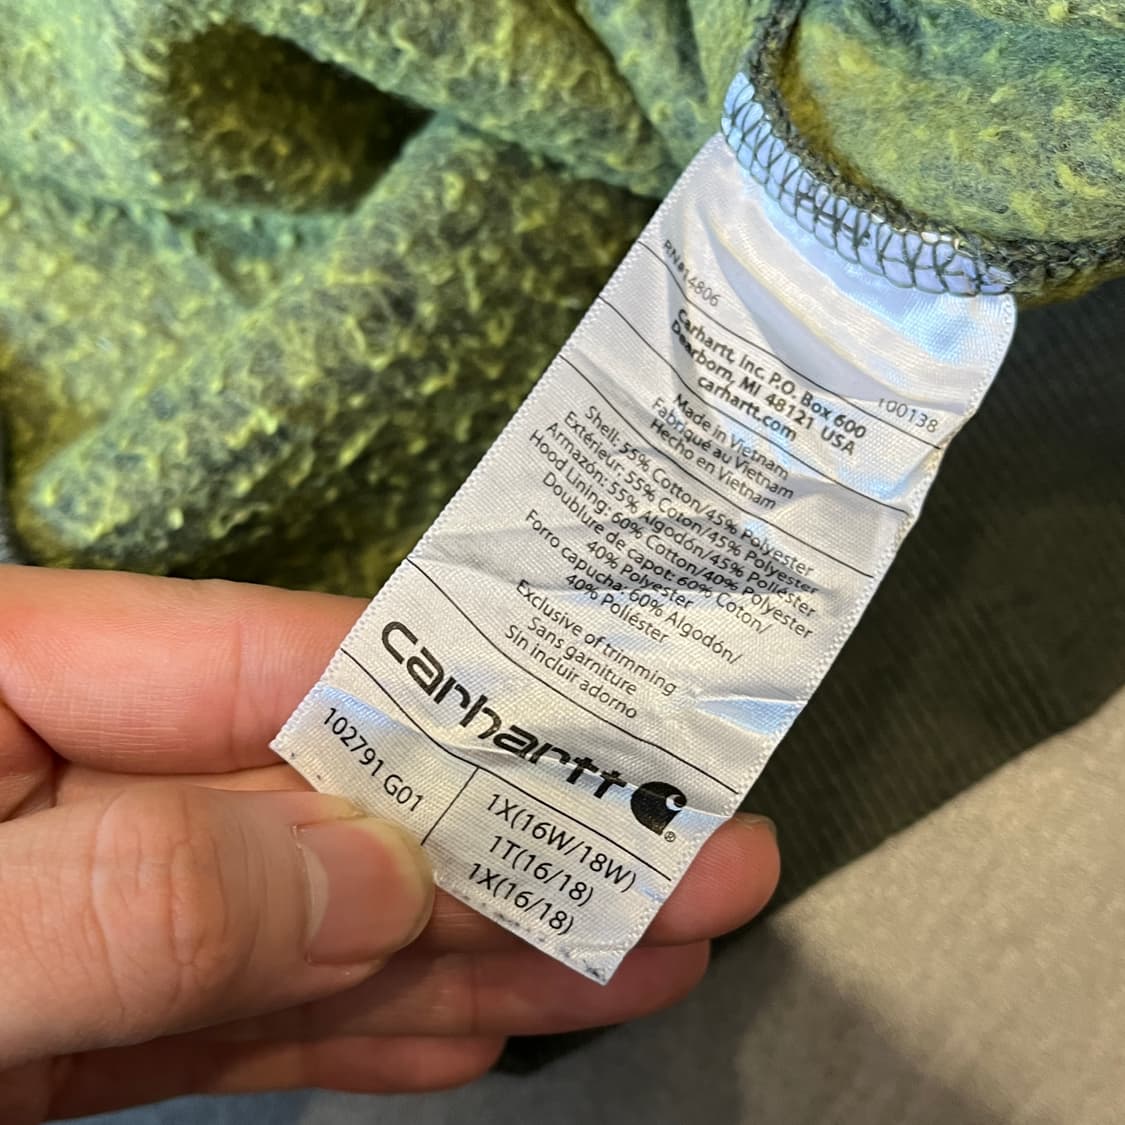 RN#14806
100138
Carhartt, Inc. P.O. Box 600
Dearborn, MI 48121 USA
carhartt.com
Made in Vietnam
Fabriqué au Vietnam
Hecho en Vietnam
Shell: 55% Cotton/45% Polyester
Extérieur: 55% Coton/45% Polyester
Armazón: 55% Algodón/45% Poliéster
Hood Lining: 60% Cotton/40% Polyester
Doublure de capot: 60% Coton/
40% Polyester
Forro capucha: 60% Algodón/
40% Poliéster
Exclusive of trimming
Sans garniture
Sin incluir adorno
carhartt ®
102791 G01
1X(16W/18W)
1T(16/18)
1X(16/18)